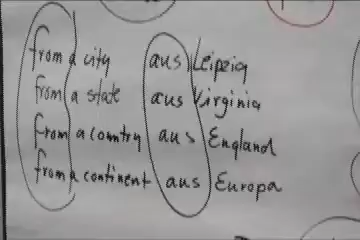 from a city aus Leipzig
from a state aus Virginia
from a country aus England
from a continent aus Europa